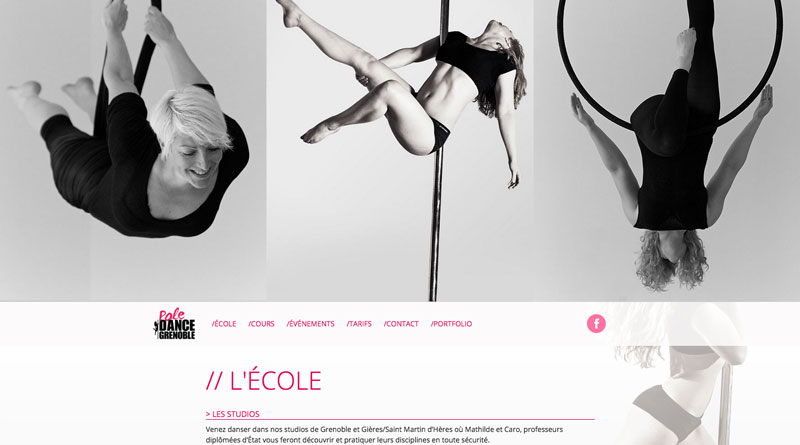 Pole
DANCE
GRENOBLE
/ÉCOLE /COURS /ÉVÉNEMENTS /TARIFS /CONTACT /PORTFOLIO
f
// L'ÉCOLE
> LES STUDIOS
Venez danser dans nos studios de Grenoble et Gières/Saint Martin d'Hères où Mathilde et Caro, professeurs
diplômées d'État vous feront découvrir et pratiquer leurs disciplines en toute sécurité.